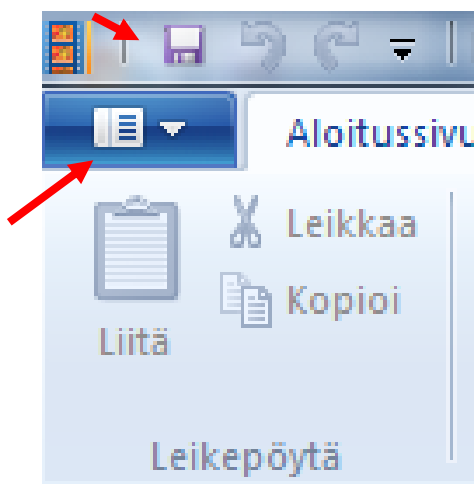 Aloitussivu
Leikkaa
Kopioi
Liitä
Leikepöytä